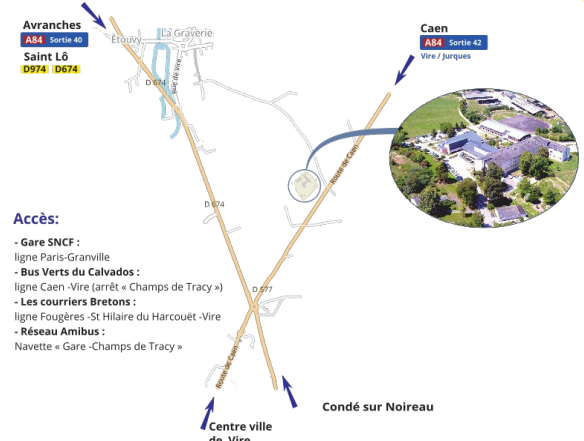 Avranches
A84 Sortie 40
Saint Lô
D974 D674
Étouvy
La Graverie
Rue de Vire
D 674
Caen
A84 Sortie 42
Vire / Jurques
Route de Caen
D 674
Accès:
- Gare SNCF :
ligne Paris-Granville
- Bus Verts du Calvados :
ligne Caen -Vire (arrêt « Champs de Tracy »)
- Les courriers Bretons :
ligne Fougères -St Hilaire du Harcouët -Vire
- Réseau Amibus :
Navette « Gare -Champs de Tracy »
D 577
Route de Caen
Condé sur Noireau
Centre ville
de Vire